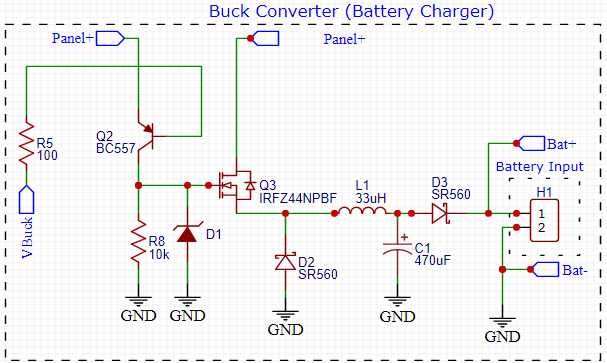 Buck Converter (Battery Charger)
Panel+
Panel+
R5
100
Q2
BC557
VBuck
R8
10k
D1
Q3
IRFZ44NPBF
D2
SR560
L1
33uH
D3
SR560
+
C1
470uF
Bat+
Battery Input
H1
1
2
Bat-
GND
GND
GND
GND
GND